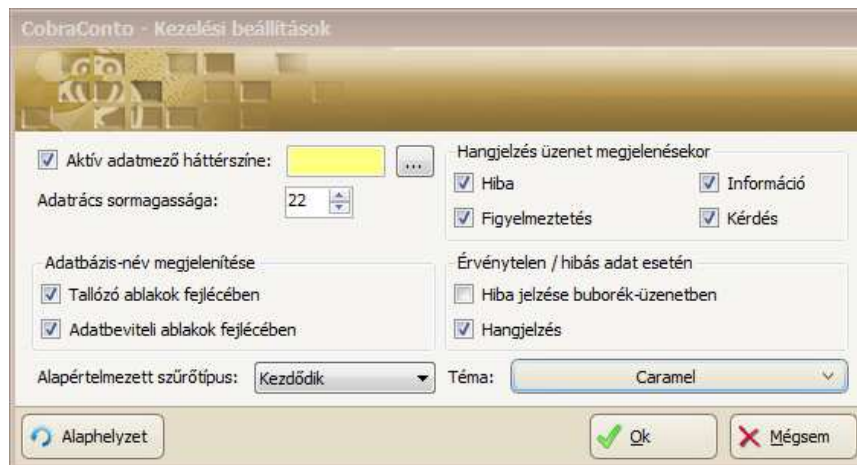 CobraConto - Kezelési beállítások
Aktív adatmező háttérszíne: ...
Adatrács sormagassága: 22
Hangjelzés üzenet megjelenésekor
Hiba Információ
Figyelmeztetés Kérdés
Adatbázis-név megjelenítése
Tallózó ablakok fejlécében
Adatbeviteli ablakok fejlécében
Érvénytelen / hibás adat esetén
Hiba jelzése buborék-üzenetben
Hangjelzés
Alapértelmezett szűrőtípus: Kezdődik Téma: Caramel
Alaphelyzet Ok Mégsem